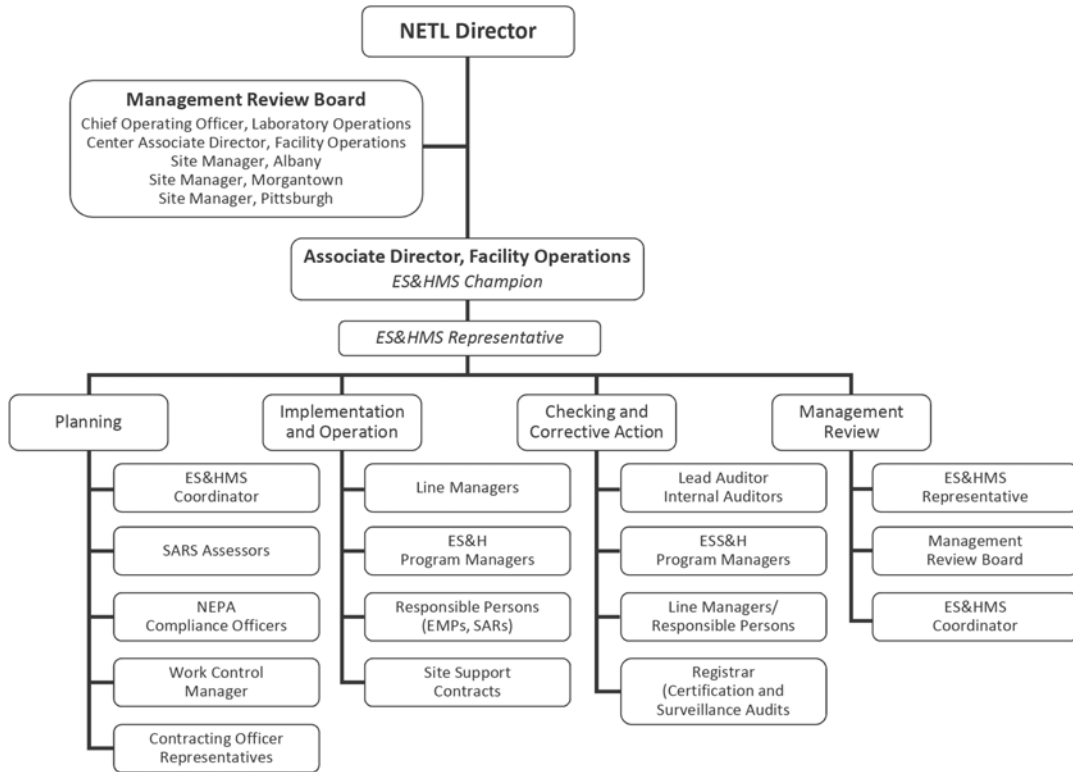 NETL Director
Management Review Board
Chief Operating Officer, Laboratory Operations
Center Associate Director, Facility Operations
Site Manager, Albany
Site Manager, Morgantown
Site Manager, Pittsburgh
Associate Director, Facility Operations
ES&HMS Champion
ES&HMS Representative
Planning
ES&HMS
Coordinator
SARS Assessors
NEPA
Compliance Officers
Work Control
Manager
Contracting Officer
Representatives
Implementation
and Operation
Line Managers
ES&H
Program Managers
Responsible Persons
(EMPs, SARs)
Site Support
Contracts
Checking and
Corrective Action
Lead Auditor
Internal Auditors
ESS&H
Program Managers
Line Managers/
Responsible Persons
Registrar
(Certification and
Surveillance Audits
Management
Review
ES&HMS
Representative
Management
Review Board
ES&HMS
Coordinator